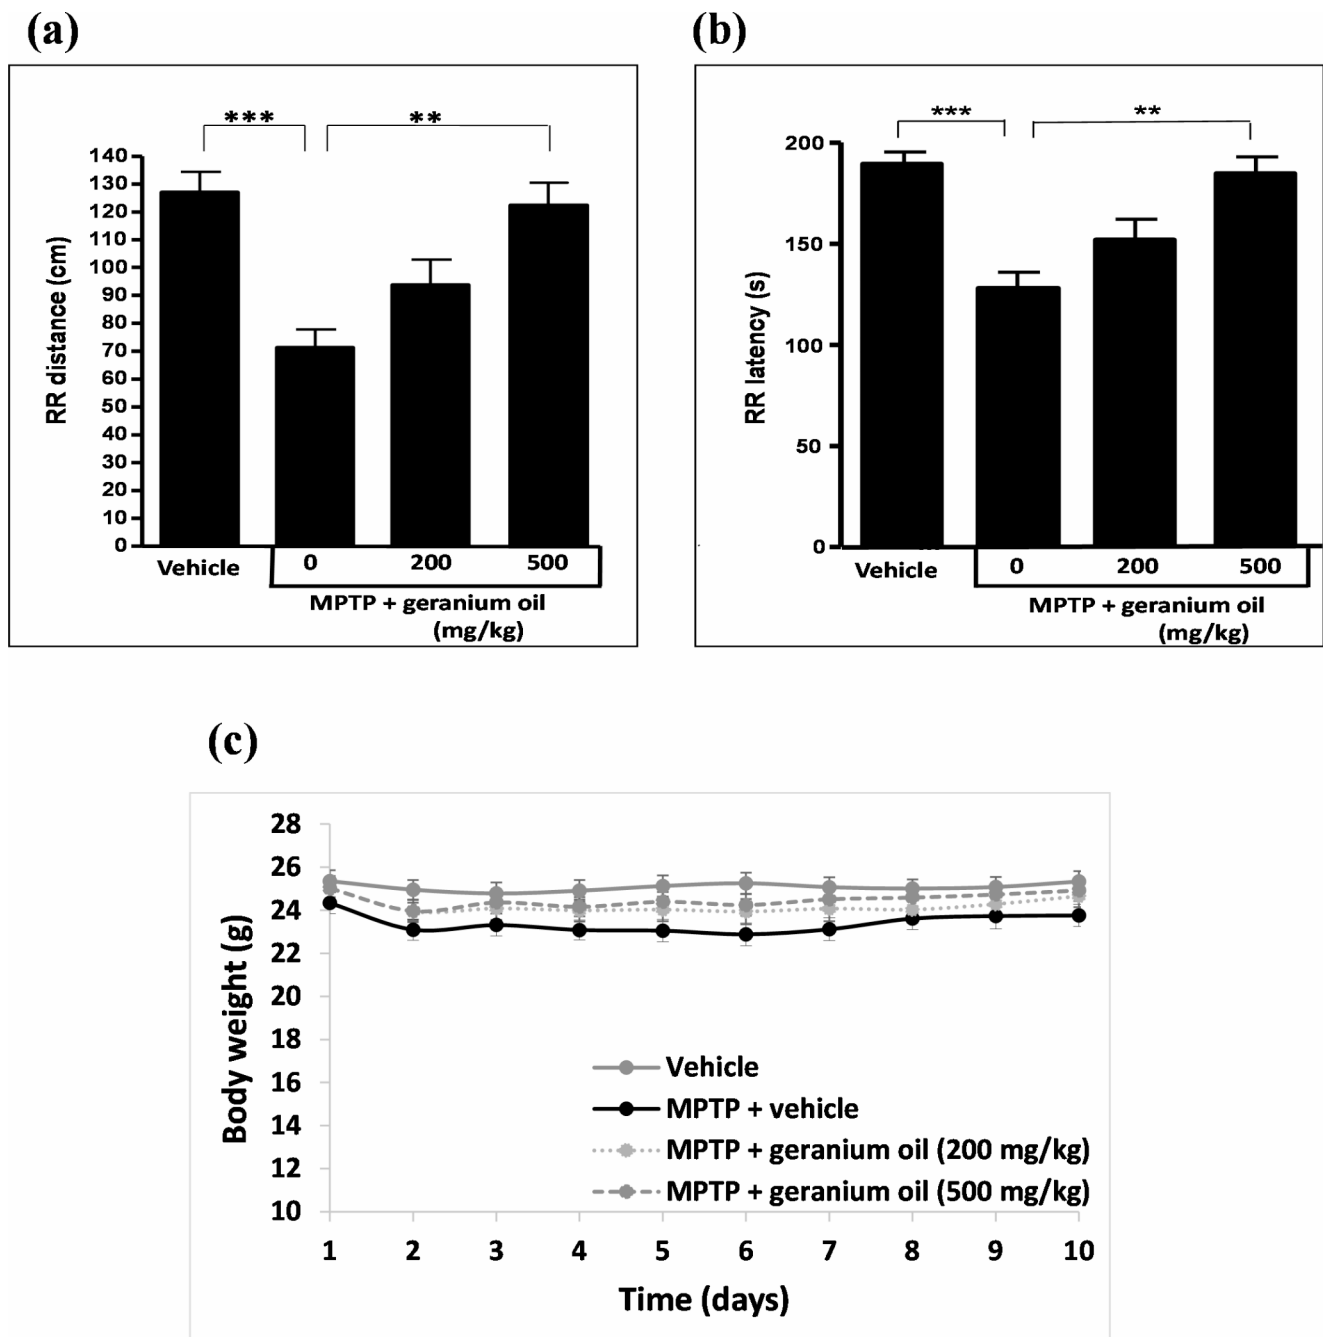 (a)
***
**
140
130
120
110
100
90
80
70
60
50
40
30
20
10
0
RR distance (cm)
Vehicle
0 200 500
MPTP + geranium oil
(mg/kg)
(b)
***
**
200
150
100
50
0
RR latency (s)
Vehicle
0 200 500
MPTP + geranium oil
(mg/kg)
(c)
28
26
24
22
20
18
16
14
12
10
Body weight (g)
Vehicle
MPTP + vehicle
MPTP + geranium oil (200 mg/kg)
MPTP + geranium oil (500 mg/kg)
1 2 3 4 5 6 7 8 9 10
Time (days)